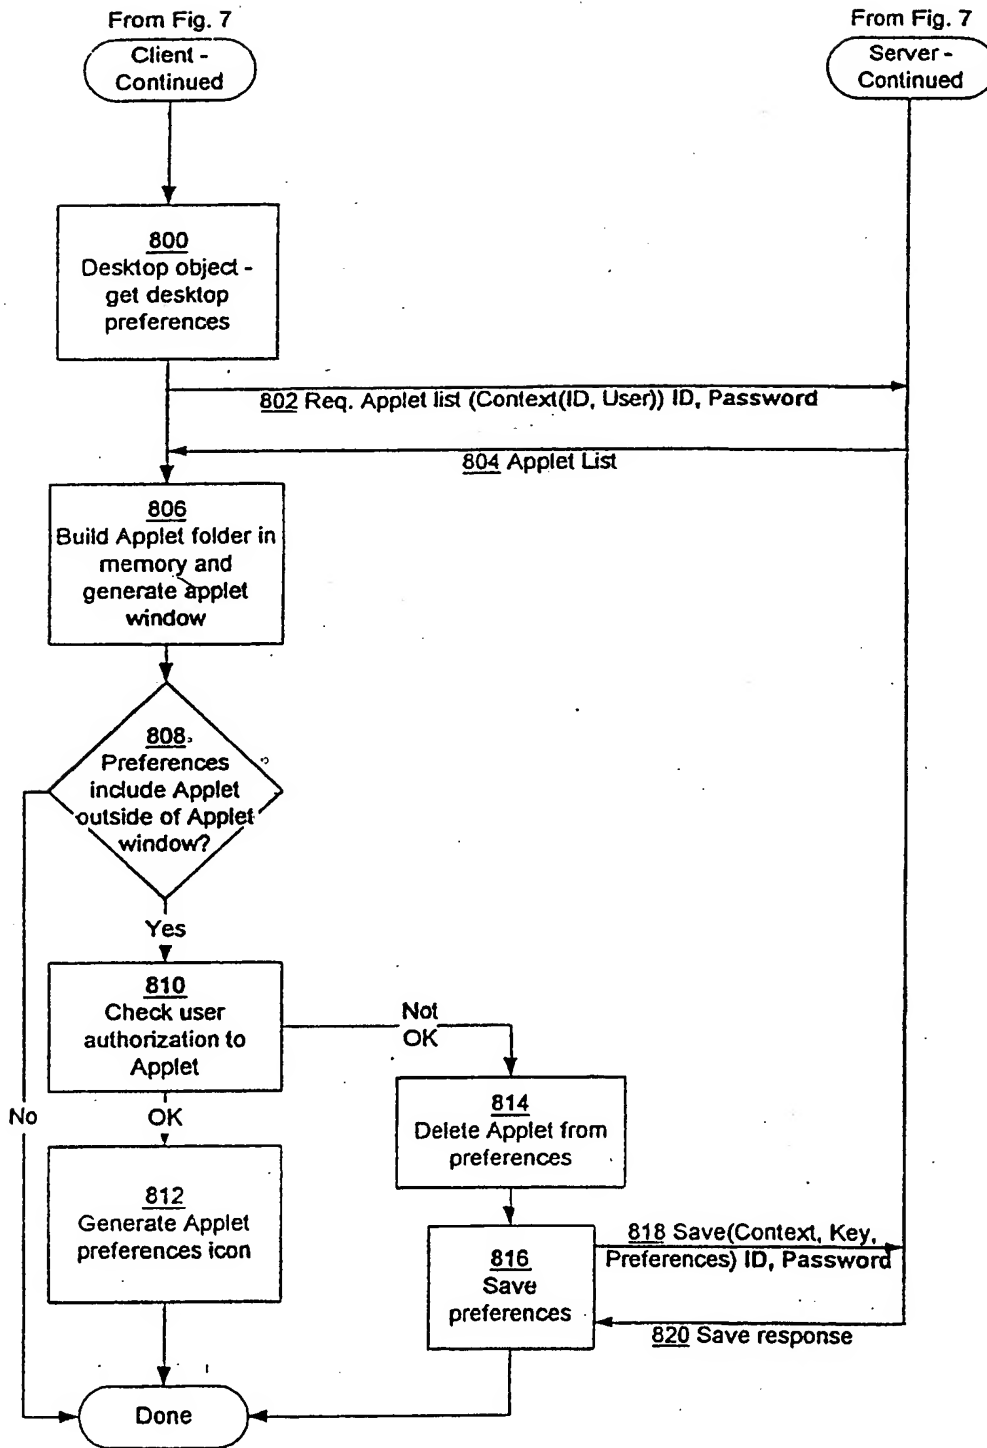 From Fig. 7
Client -
Continued
From Fig. 7
Server -
Continued
800
Desktop object -
get desktop
preferences
802 Req. Applet list (Context(ID, User)) ID, Password
804 Applet List
806
Build Applet folder in
memory and
generate applet
window
808
Preferences
include Applet
outside of Applet
window?
Yes
No
810
Check user
authorization to
Applet
Not
OK
OK
814
Delete Applet from
preferences
812
Generate Applet
preferences icon
816
Save
preferences
818 Save(Context, Key,
Preferences) ID, Password
820 Save response
Done